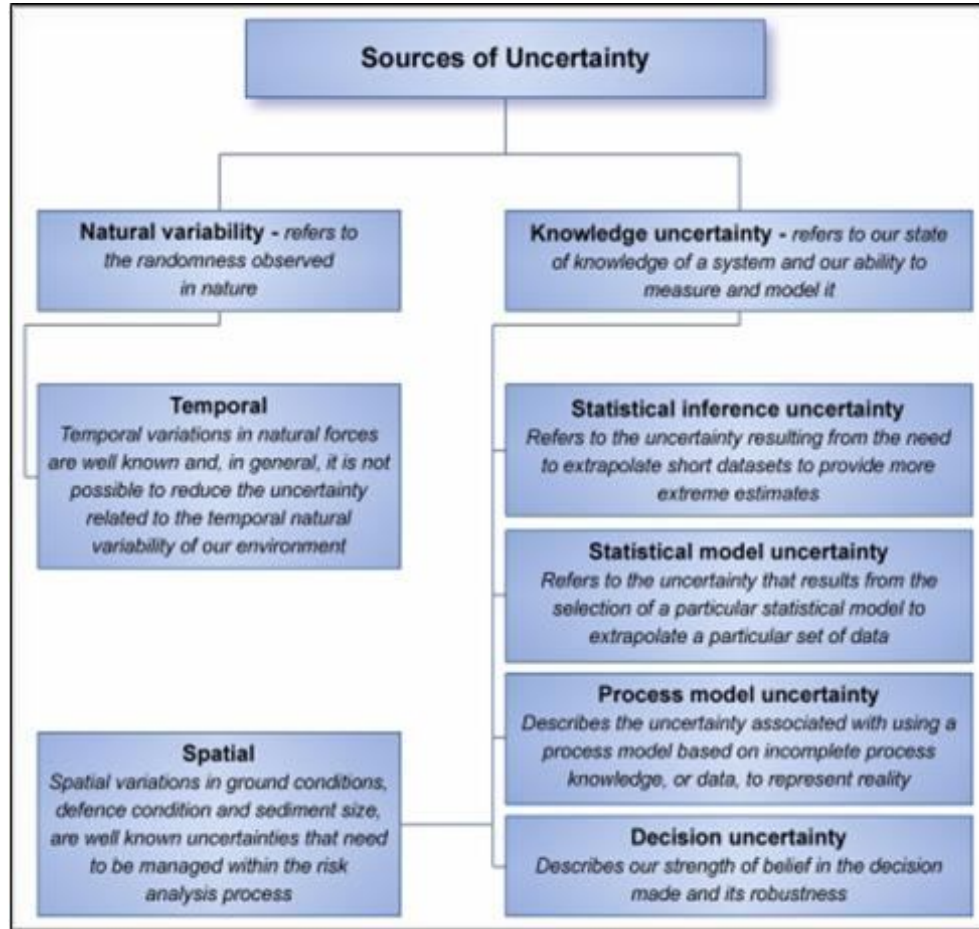 Sources of Uncertainty
Natural variability - refers to
the randomness observed
in nature
Knowledge uncertainty - refers to our state
of knowledge of a system and our ability to
measure and model it
Temporal
Temporal variations in natural forces
are well known and, in general, it is not
possible to reduce the uncertainty
related to the temporal natural
variability of our environment
Statistical inference uncertainty
Refers to the uncertainty resulting from the need
to extrapolate short datasets to provide more
extreme estimates
Statistical model uncertainty
Refers to the uncertainty that results from the
selection of a particular statistical model to
extrapolate a particular set of data
Process model uncertainty
Describes the uncertainty associated with using a
process model based on incomplete process
knowledge, or data, to represent reality
Spatial
Spatial variations in ground conditions,
defence condition and sediment size,
are well known uncertainties that need
to be managed within the risk
analysis process
Decision uncertainty
Describes our strength of belief in the decision
made and its robustness